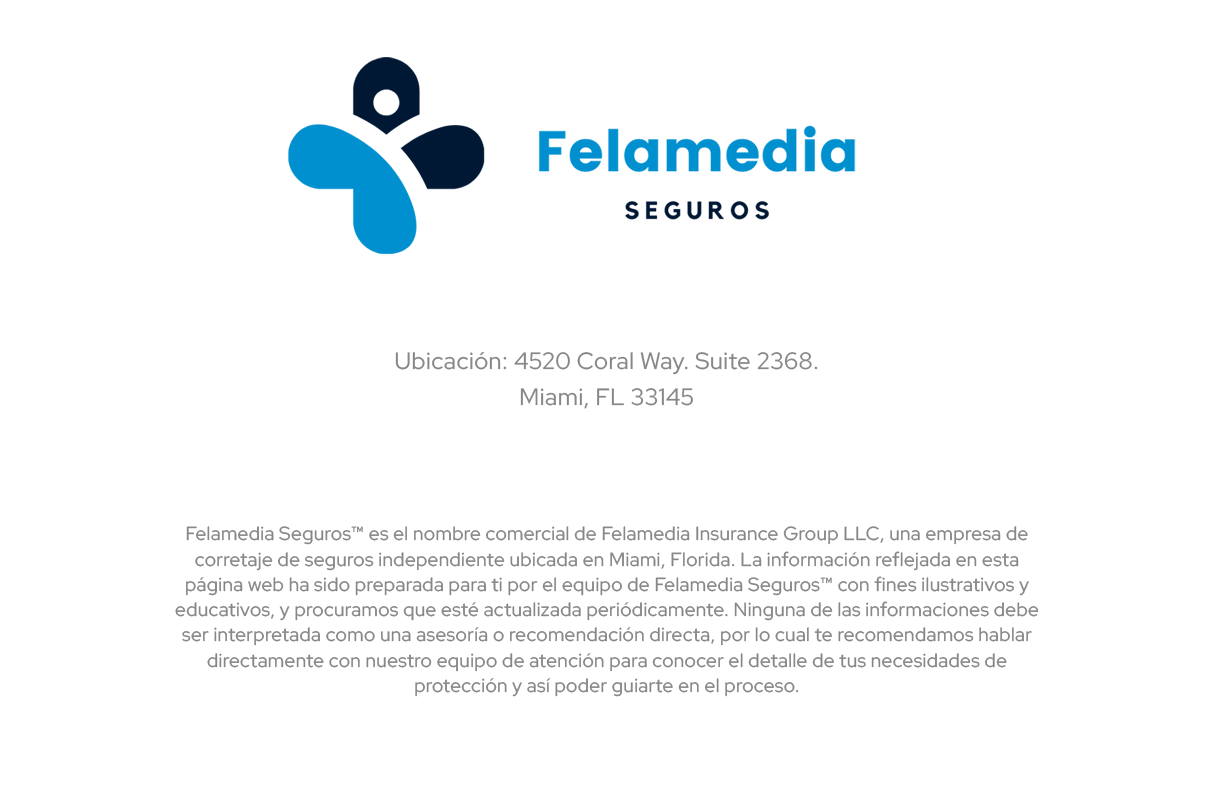 Felamedia
SEGUROS
Ubicación: 4520 Coral Way. Suite 2368.
Miami, FL 33145
Felamedia Seguros™ es el nombre comercial de Felamedia Insurance Group LLC, una empresa de
corretaje de seguros independiente ubicada en Miami, Florida. La información reflejada en esta
página web ha sido preparada para ti por el equipo de Felamedia Seguros™ con fines ilustrativos y
educativos, y procuramos que esté actualizada periódicamente. Ninguna de las informaciones debe
ser interpretada como una asesoría o recomendación directa, por lo cual te recomendamos hablar
directamente con nuestro equipo de atención para conocer el detalle de tus necesidades de
protección y así poder guiarte en el proceso.